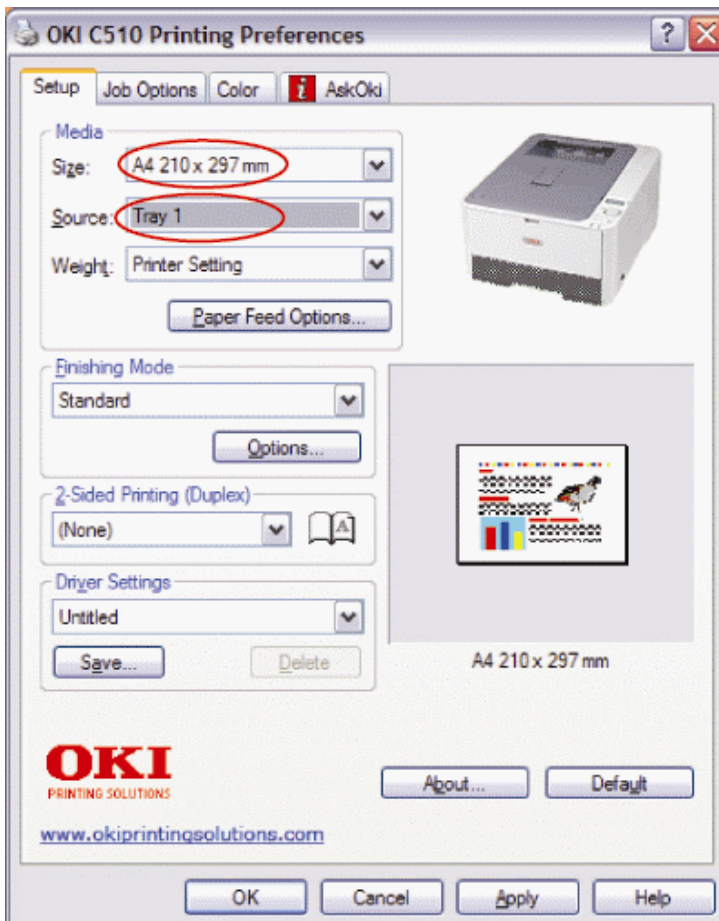 OKI C510 Printing Preferences
Setup
Job Options
Color
AskOki
Media
Size:
A4 210 x 297 mm
Source:
Tray 1
Weight:
Printer Setting
Paper Feed Options...
Finishing Mode
Standard
Options...
2-Sided Printing (Duplex)
(None)
A
Driver Settings
Untitled
Save...
Delete
A4 210 x 297 mm
OKI
PRINTING SOLUTIONS
About...
Default
www.okiprintingsolutions.com
OK
Cancel
Apply
Help